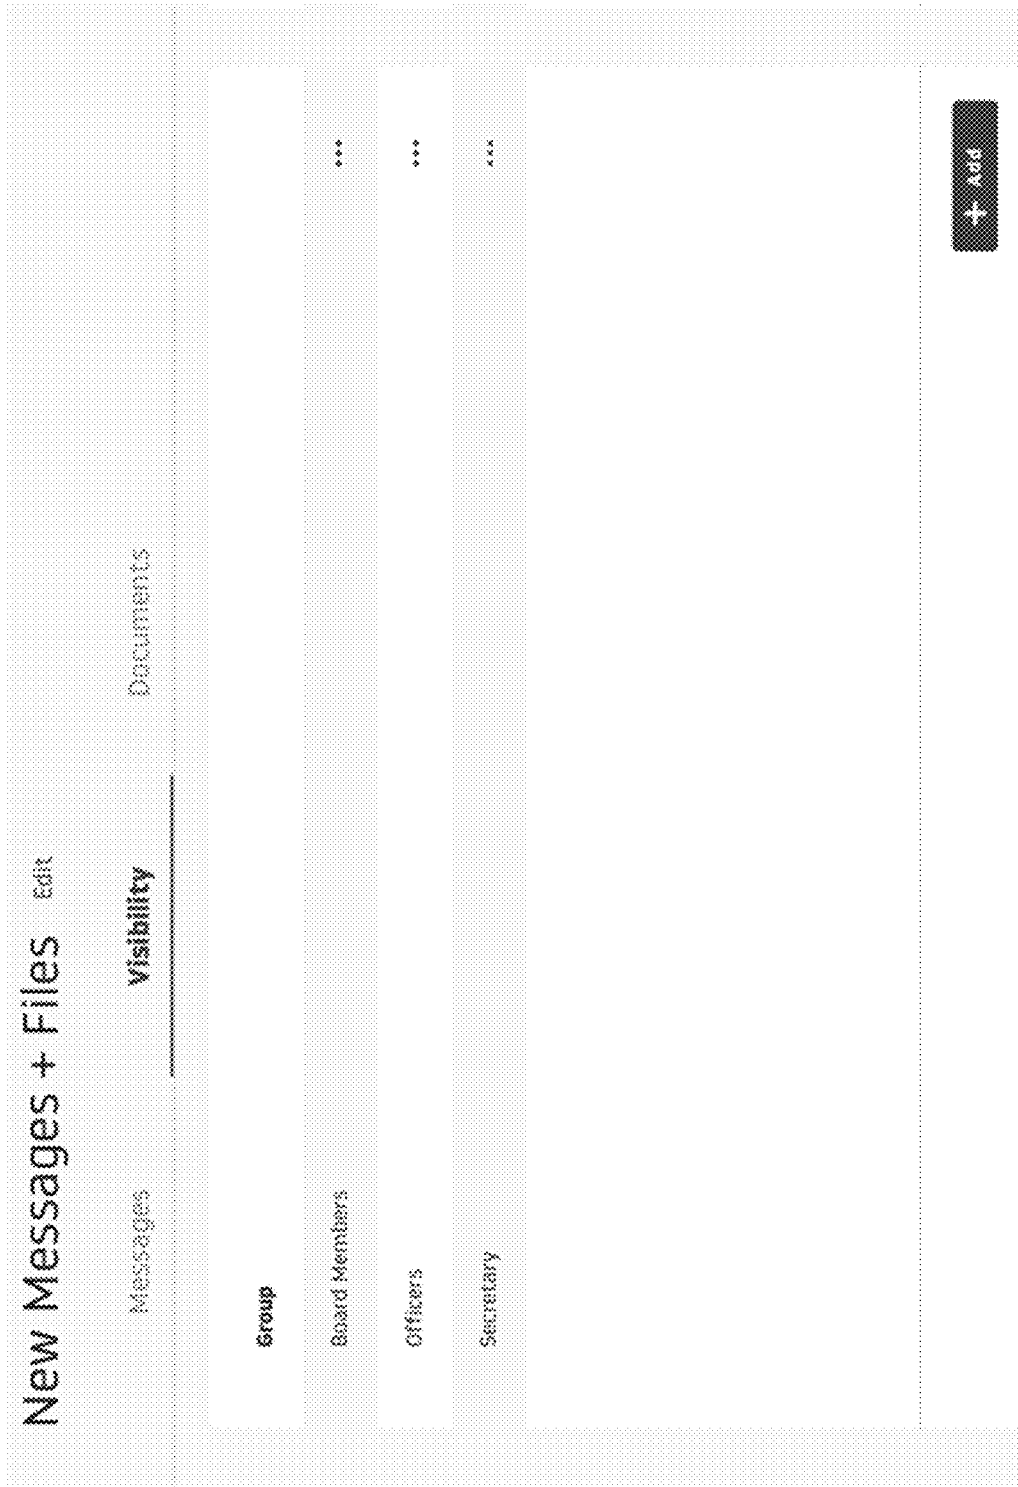 New Messages + Files Edit
Messages Visibility Documents
Group
Board Members •••
Officers •••
Secretary •••
+ Add